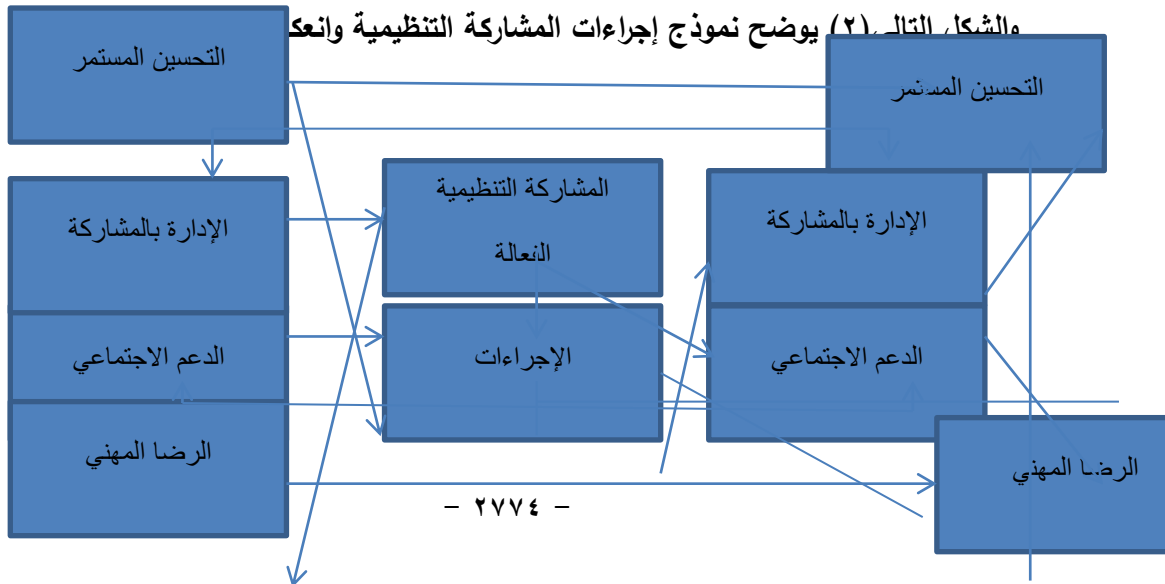 والشكل التالي(٢) يوضح نموذج إجراءات المشاركة التنظيمية وانعك
التحسين المستمر
التحسين المستمر
المشاركة التنظيمية
الإدارة بالمشاركة
الإدارة بالمشاركة
الفعالة
الدعم الاجتماعي
الإجراءات
الدعم الاجتماعي
الرضا المهني
الرضا المهني
- ٢٧٧٤ -